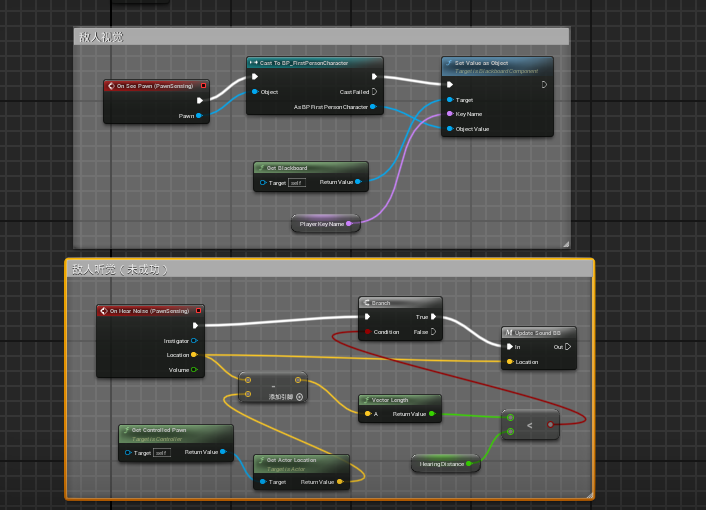 敌人视觉
On See Pawn (PawnSensing)
Pawn
Cast To BP_FirstPersonCharacter
Object
Cast Failed
As BP First Person Character
Set Value as Object
Target is Blackboard Component
Target
Key Name
Object Value
Get Blackboard
Target self
Return Value
Player Key Name
敌人听觉（未成功）
On Hear Noise (PawnSensing)
Instigator
Location
Volume
Branch
True
Condition
False
Update Sound BB
In
Out
Location
-
添加引脚
Vector Length
A
Return Value
<
Get Controlled Pawn
Target is Controller
Target self
Return Value
Get Actor Location
Target is Actor
Target
Return Value
Hearing Distance